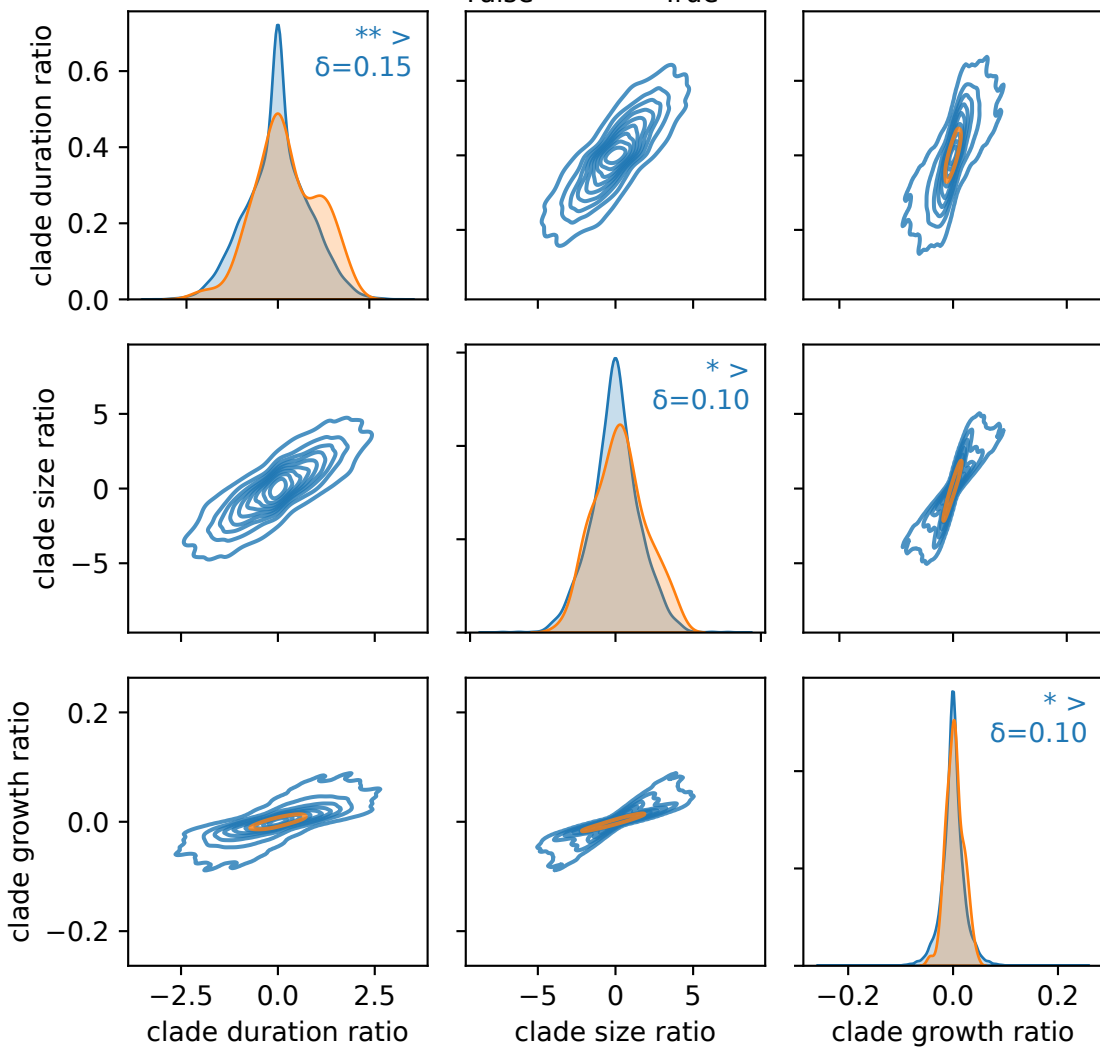 ** >
δ=0.15
clade duration ratio
0.6
0.4
0.2
0.0
* >
δ=0.10
clade size ratio
5
0
−5
* >
δ=0.10
clade growth ratio
0.2
0.0
−0.2
−2.5 0.0 2.5 −5 0 5 −0.2 0.0 0.2
clade duration ratio clade size ratio clade growth ratio